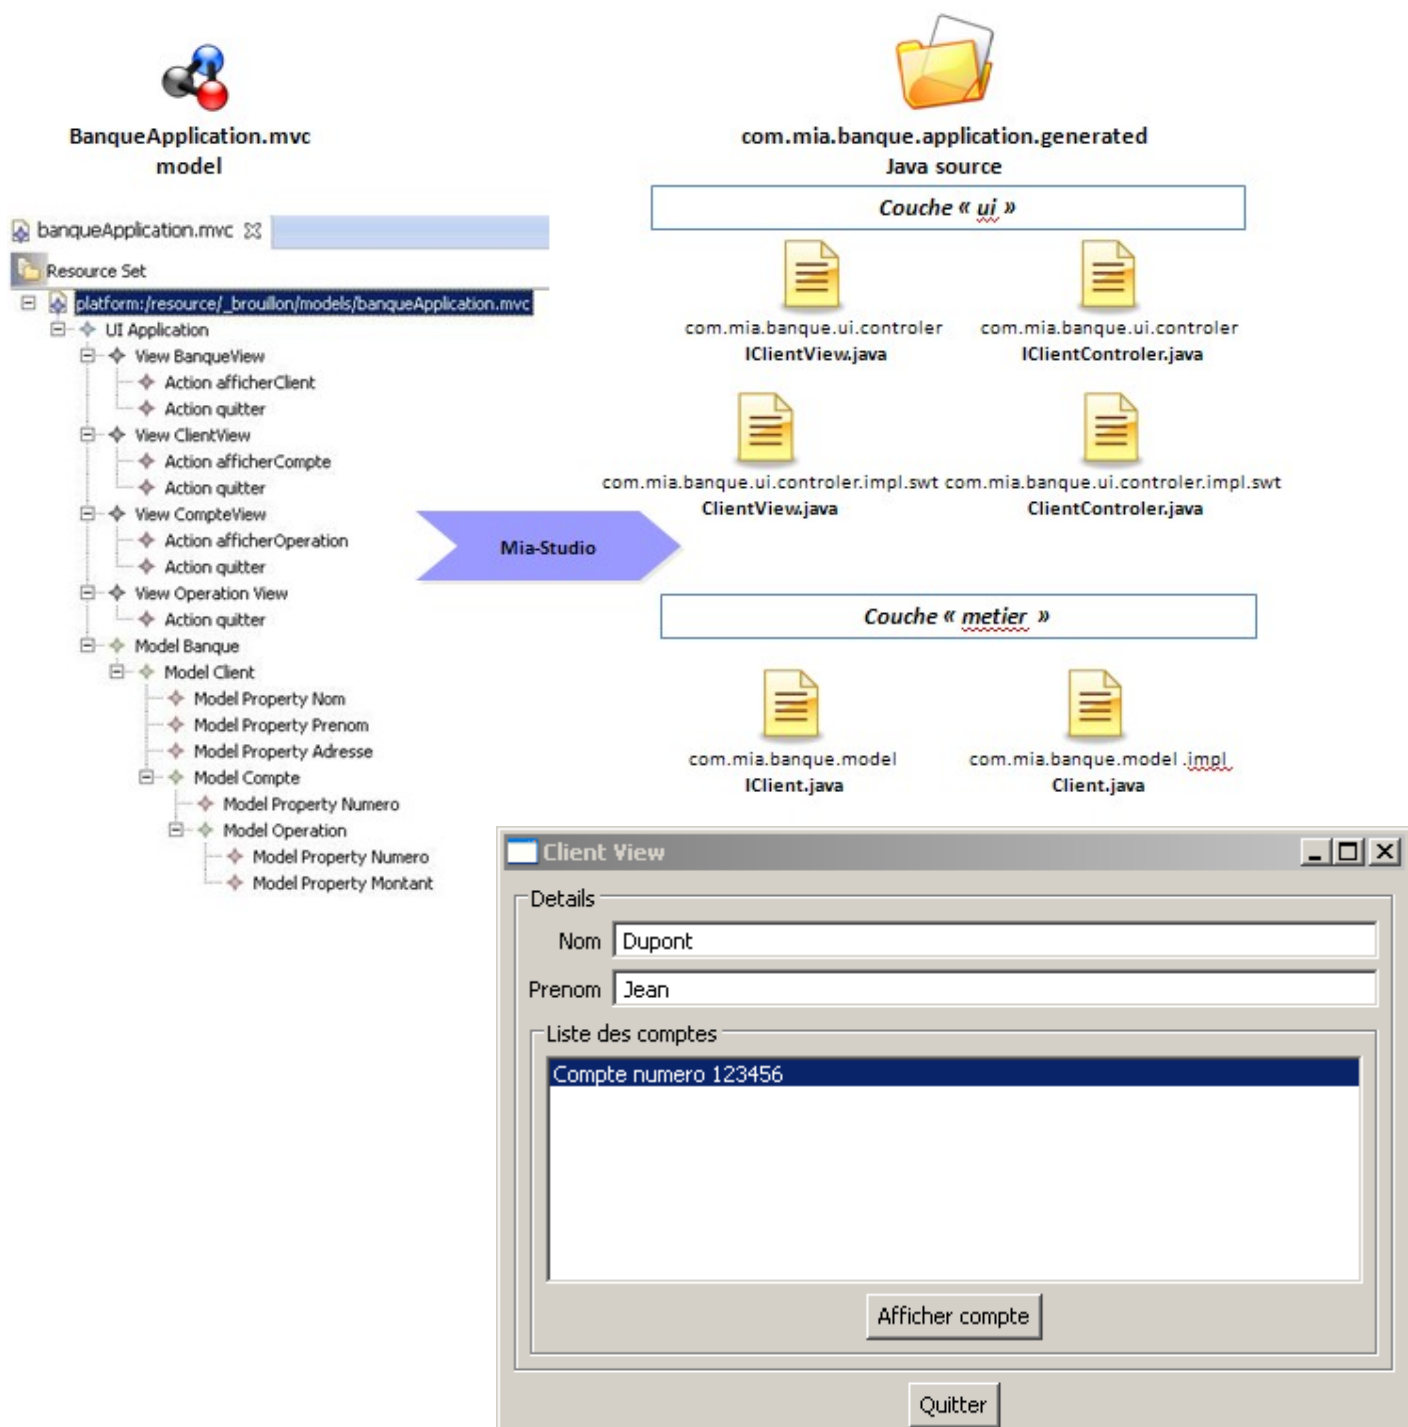 BanqueApplication.mvc
model
banqueApplication.mvc
Resource Set
platform:/resource/_brouillon/models/banqueApplication.mvc
UI Application
View BanqueView
Action afficherClient
Action quitter
View ClientView
Action afficherCompte
Action quitter
View CompteView
Action afficherOperation
Action quitter
View Operation View
Action quitter
Model Banque
Model Client
Model Property Nom
Model Property Prenom
Model Property Adresse
Model Compte
Model Property Numero
Model Operation
Model Property Numero
Model Property Montant
Mia-Studio
com.mia.banque.application.generated
Java source
Couche « ui »
com.mia.banque.ui.controler
IClientView.java
com.mia.banque.ui.controler
IClientControler.java
com.mia.banque.ui.controler.impl.swt
ClientView.java
com.mia.banque.ui.controler.impl.swt
ClientControler.java
Couche « metier »
com.mia.banque.model
IClient.java
com.mia.banque.model .impl
Client.java
Client View
Details
Nom Dupont
Prenom Jean
Liste des comptes
Compte numero 123456
Afficher compte
Quitter